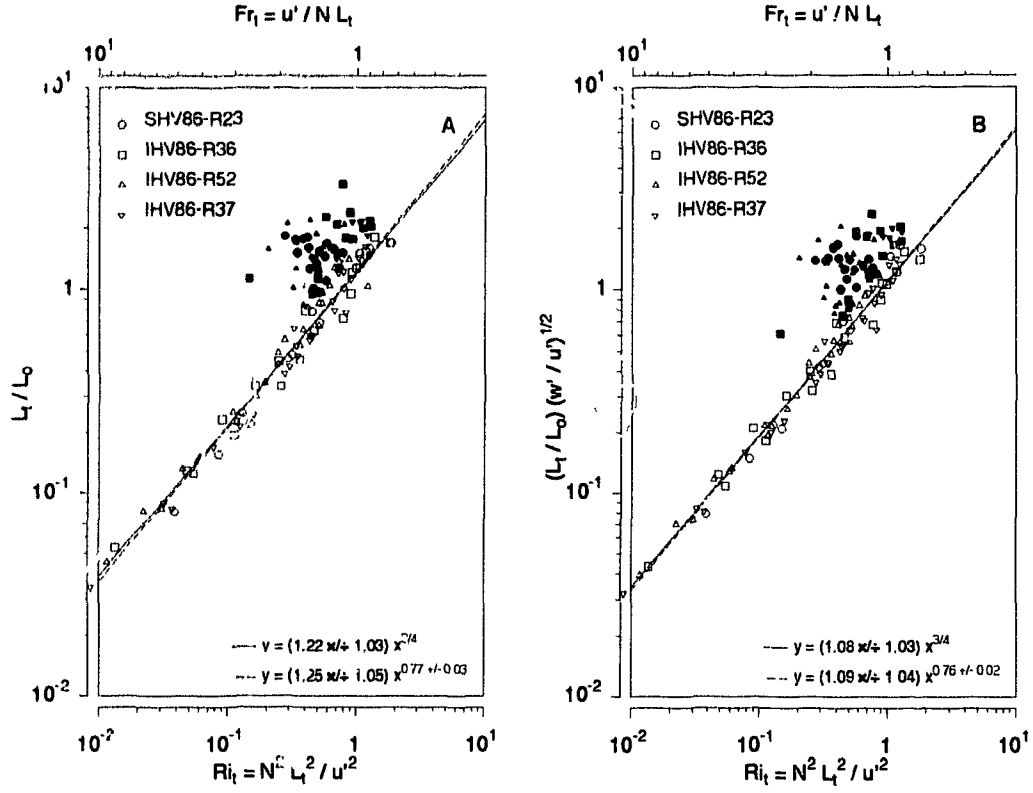 Fr_t = u' / N L_t
10^1
1
10^1
1
10^-1
10^-2
L_t / L_o
A
SHV86-R23
IHV86-R36
IHV86-R52
IHV86-R37
y = (1.22 x/÷ 1.03) x
y = (1.25 x/÷ 1.05) x^0.77 +/- 0.03
10^-2
10^-1
1
10^1
Ri_t = N^2 L_t^2 / u'^2
Fr_t = u' / N L_t
10^1
1
10^1
1
10^-1
10^-2
(L_t / L_o) (w' / u')^1/2
B
SHV86-R23
IHV86-R36
IHV86-R52
IHV86-R37
y = (1.08 x/÷ 1.03) x^3/4
y = (1.09 x/÷ 1.04) x^0.76 +/- 0.02
10^-2
10^-1
1
10^1
Ri_t = N^2 L_t^2 / u'^2